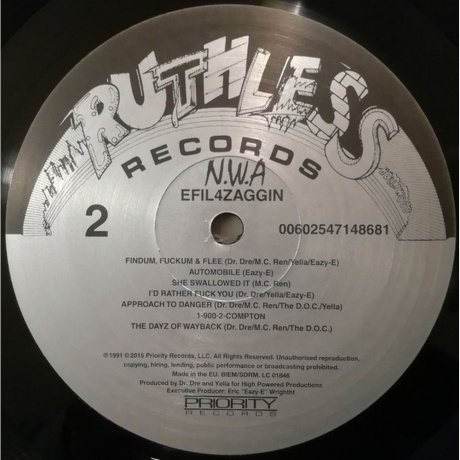 RUTHLESS
RECORDS
N.W.A
EFIL4ZAGGIN
2
00602547148681
FINDUM, FUCKUM & FLEE (Dr. Dre/M.C. Ren/Yella/Eazy-E)
AUTOMOBILE (Eazy-E)
SHE SWALLOWED IT (M.C. Ren)
I'D RATHER FUCK YOU (Dr. Dre/Yella/Eazy-E)
APPROACH TO DANGER (Dr. Dre/M.C. Ren/The D.O.C./Yella)
1-900-2-COMPTON
THE DAYZ OF WAYBACK (Dr. Dre/M.C. Ren/The D.O.C.)
℗1991 ©2015 Priority Records, LLC. All Rights Reserved. Unauthorised reproduction,
copying, hiring, lending, public performance or broadcasting prohibited.
Made in the EU. BIEM/SDRM. LC 01846
Produced by Dr. Dre and Yella for High Powered Productions
Executive Producer: Eric "Eazy-E" Wrightht
PRIORITY
RECORDS